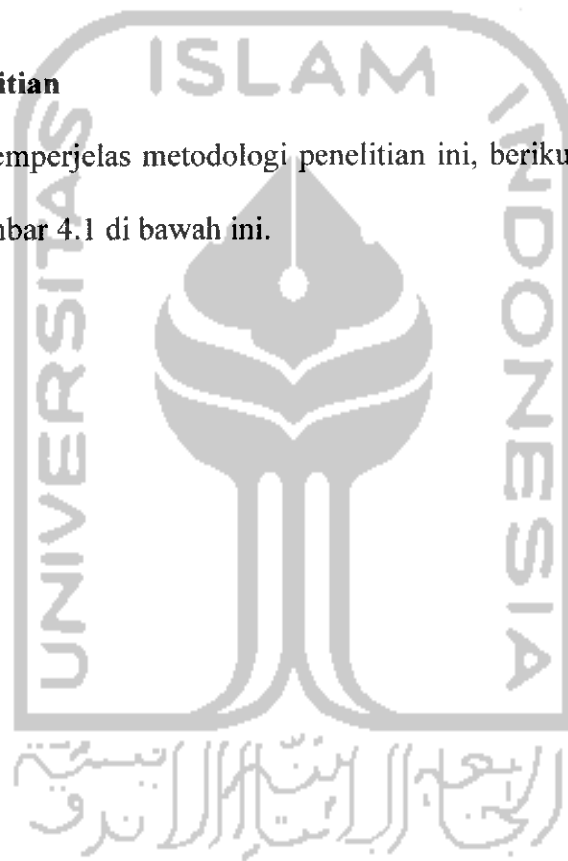 ISLAM
UNIVERSITAS
INDONESIA
itian
emperjelas metodologi penelitian ini, beriku
nbar 4.1 di bawah ini.